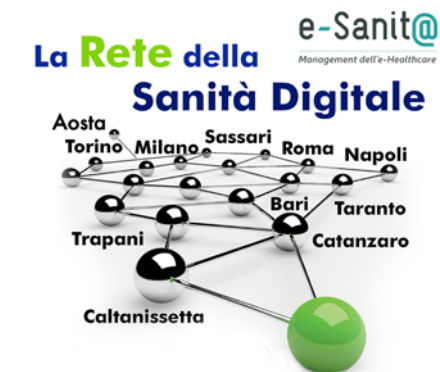 e-Sanit@
Management dell'e-Healthcare
La Rete della
Sanità Digitale
Aosta
Torino Milano Sassari Roma Napoli
Bari Taranto
Trapani Catanzaro
Caltanissetta